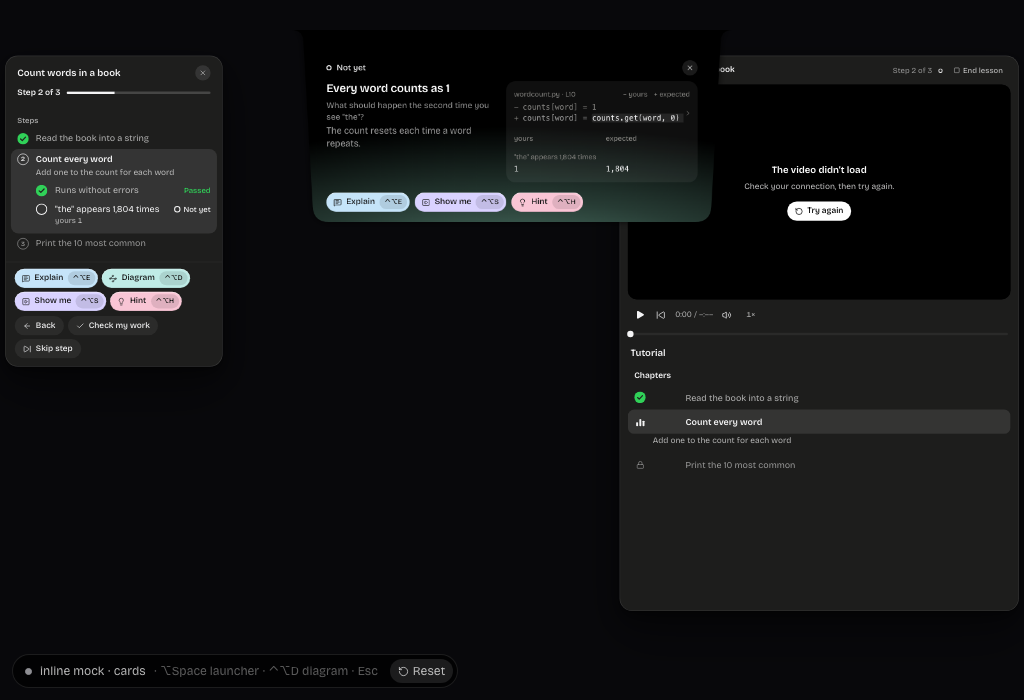 Count words in a book
Step 2 of 3
Steps
Read the book into a string
2 Count every word
Add one to the count for each word
Runs without errors Passed
"the" appears 1,804 times Not yet
yours 1
3 Print the 10 most common
Explain ⌃⌥E Diagram ⌃⌥D
Show me ⌃⌥S Hint ⌃⌥H
Back Check my work
Skip step
Not yet
Every word counts as 1
What should happen the second time you
see "the"?
The count resets each time a word
repeats.
wordcount.py · L10 − yours + expected
− counts[word] = 1
+ counts[word] = counts.get(word, 0)
yours expected
"the" appears 1,804 times
1 1,804
Explain ⌃⌥E Show me ⌃⌥S Hint ⌃⌥H
book Step 2 of 3 End lesson
The video didn't load
Check your connection, then try again.
Try again
0:00 / --:-- 1×
Tutorial
Chapters
Read the book into a string
Count every word
Add one to the count for each word
Print the 10 most common
inline mock · cards · ⌥Space launcher · ⌃⌥D diagram · Esc Reset